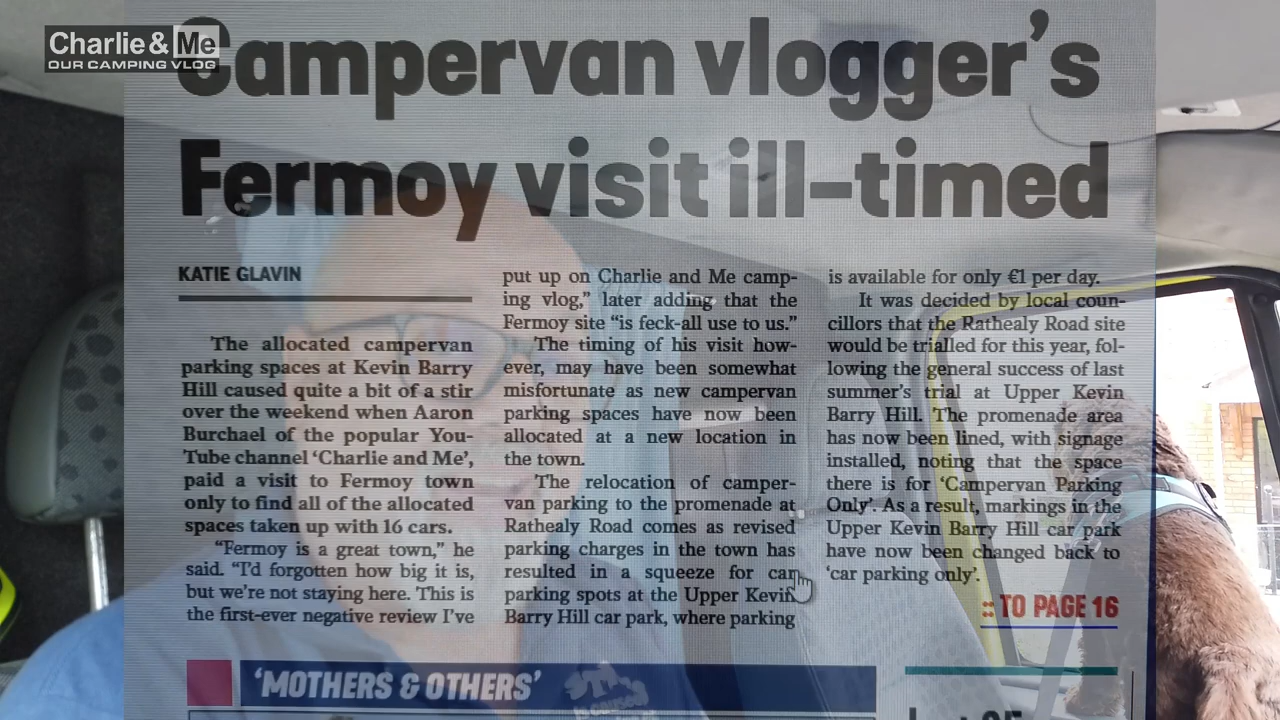 Charlie & Me
OUR CAMPING VLOG
Campervan vlogger's
Fermoy visit ill-timed
KATIE GLAVIN
The allocated campervan
parking spaces at Kevin Barry
Hill caused quite a bit of a stir
over the weekend when Aaron
Burchael of the popular You-
Tube channel 'Charlie and Me',
paid a visit to Fermoy town
only to find all of the allocated
spaces taken up with 16 cars.
"Fermoy is a great town," he
said. "I'd forgotten how big it is,
but we're not staying here. This is
the first-ever negative review I've
put up on Charlie and Me camp-
ing vlog," later adding that the
Fermoy site "is feck-all use to us."
The timing of his visit how-
ever, may have been somewhat
misfortunate as new campervan
parking spaces have now been
allocated at a new location in
the town.
The relocation of camper-
van parking to the promenade at
Rathealy Road comes as revised
parking charges in the town has
resulted in a squeeze for car
parking spots at the Upper Kevin
Barry Hill car park, where parking
is available for only €1 per day.
It was decided by local coun-
cillors that the Rathealy Road site
would be trialled for this year, fol-
lowing the general success of last
summer's trial at Upper Kevin
Barry Hill. The promenade area
has now been lined, with signage
installed, noting that the space
there is for 'Campervan Parking
Only'. As a result, markings in the
Upper Kevin Barry Hill car park
have now been changed back to
'car parking only'.
:: TO PAGE 16
'MOTHERS & OTHERS'